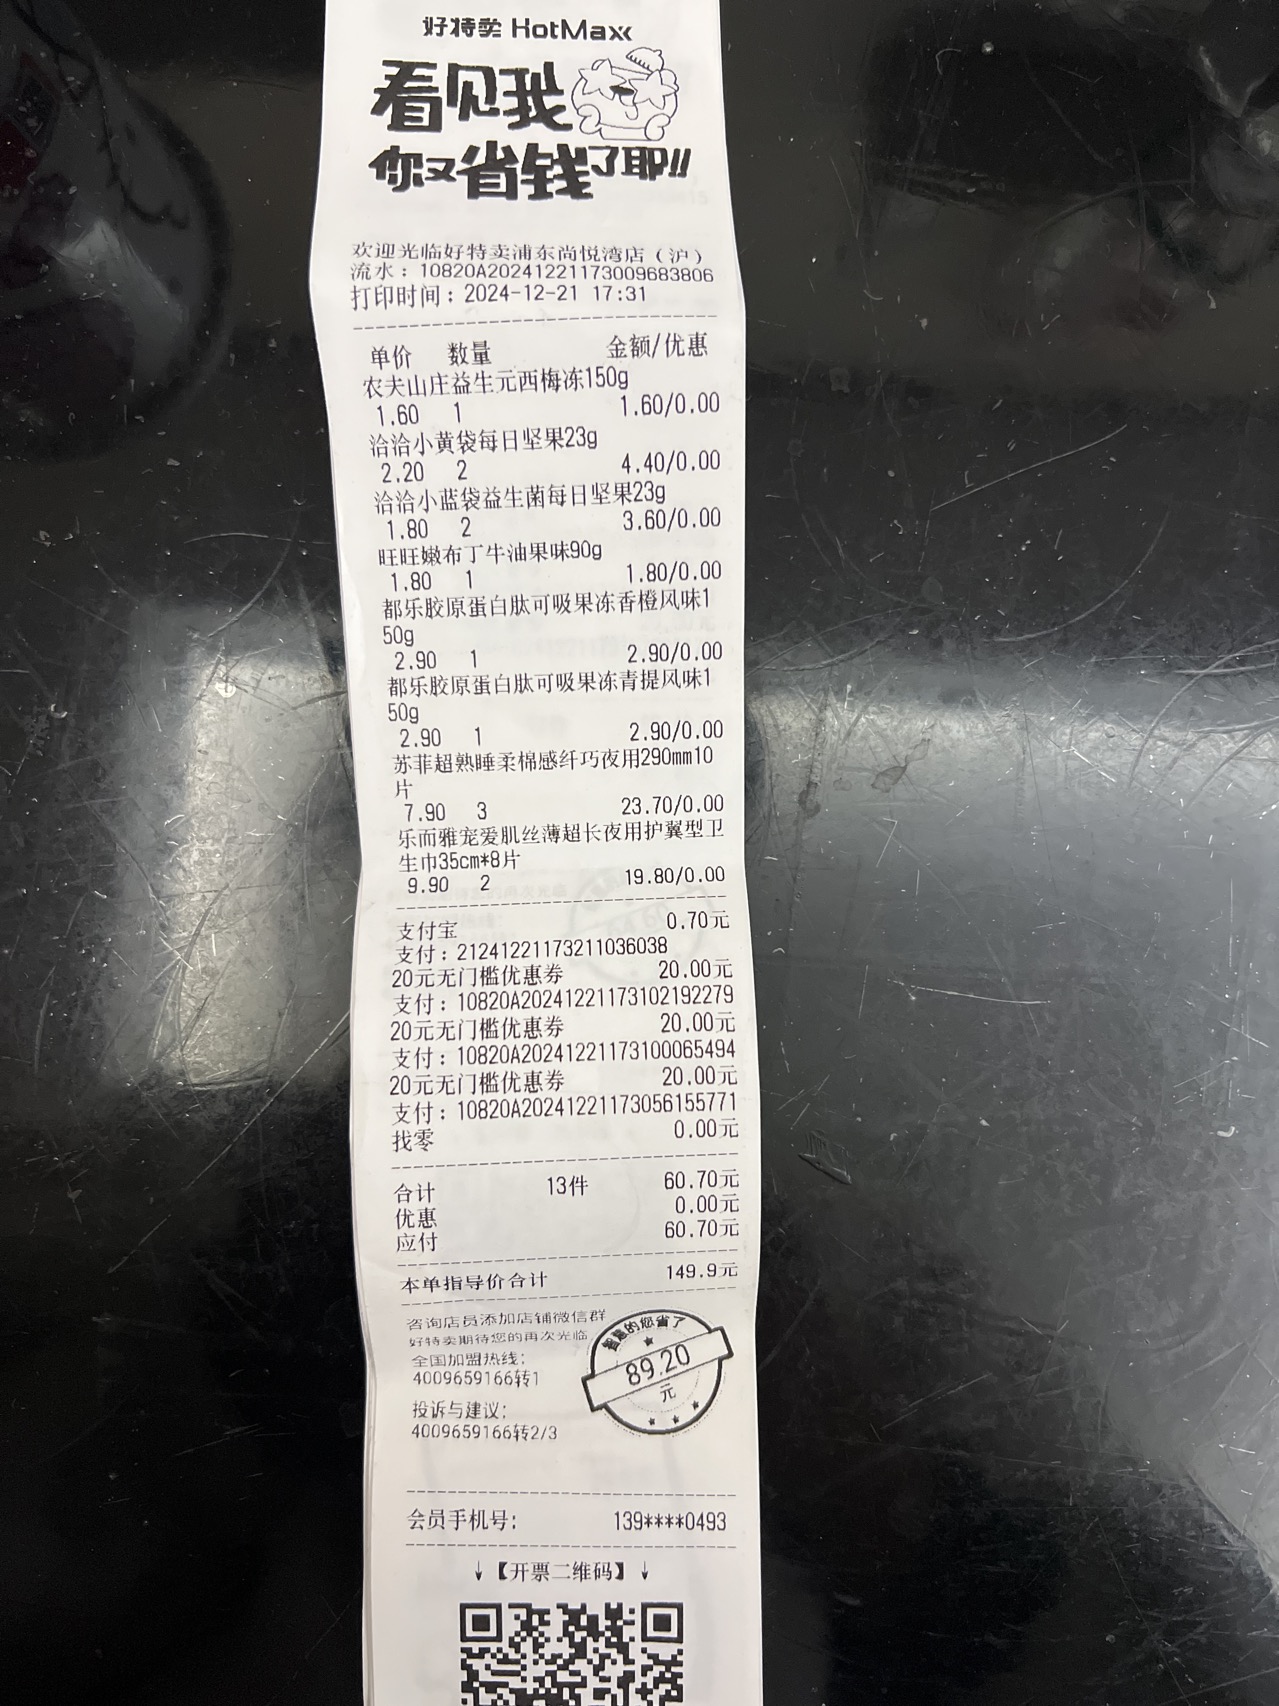 好特卖 HotMaxx
看见我
你又省钱了耶!!
欢迎光临好特卖浦东尚悦湾店（沪）
流水：10820A20241221173009683806
打印时间：2024-12-21 17:31
单价 数量 金额/优惠
农夫山庄益生元西梅冻150g
1.60 1 1.60/0.00
洽洽小黄袋每日坚果23g
2.20 2 4.40/0.00
洽洽小蓝袋益生菌每日坚果23g
1.80 2 3.60/0.00
旺旺嫩布丁牛油果味90g
1.80 1 1.80/0.00
都乐胶原蛋白肽可吸果冻香橙风味1
50g
2.90 1 2.90/0.00
都乐胶原蛋白肽可吸果冻青提风味1
50g
2.90 1 2.90/0.00
苏菲超熟睡柔棉感纤巧夜用290mm10
片
7.90 3 23.70/0.00
乐而雅宠爱肌丝薄超长夜用护翼型卫
生巾35cm*8片
9.90 2 19.80/0.00
支付宝 0.70元
支付：21241221173211036038
20元无门槛优惠券 20.00元
支付：10820A20241221173102192279
20元无门槛优惠券 20.00元
支付：10820A20241221173100065494
20元无门槛优惠券 20.00元
支付：10820A20241221173056155771
找零 0.00元
合计 13件 60.70元
优惠 0.00元
应付 60.70元
本单指导价合计 149.9元
咨询店员添加店铺微信群
好特卖期待您的再次光临
全国加盟热线：
4009659166转1
投诉与建议：
4009659166转2/3
智慧的您省了
89.20
元
会员手机号： 139****0493
↓【开票二维码】↓